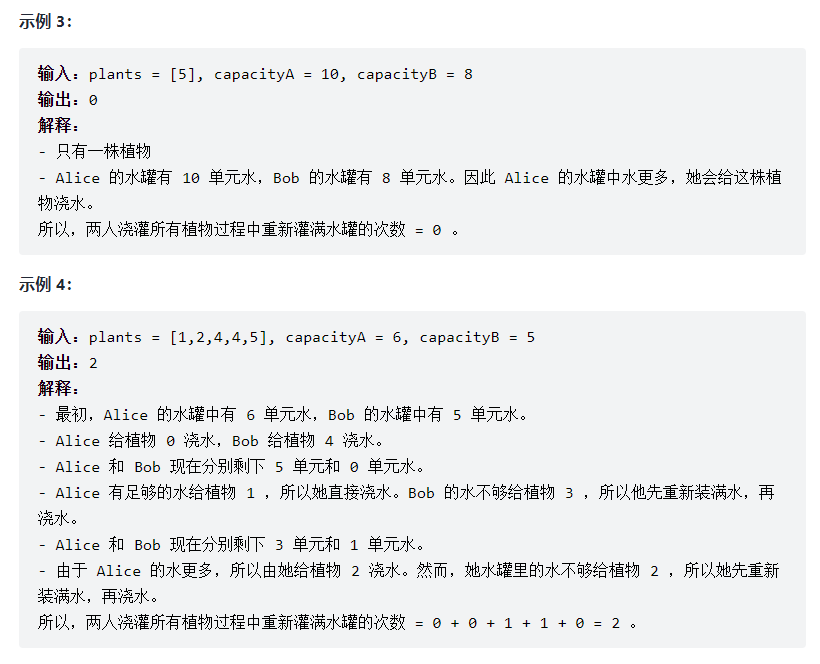 示例 3：
输入：plants = [5], capacityA = 10, capacityB = 8
输出：0
解释：
- 只有一株植物
- Alice 的水罐有 10 单元水，Bob 的水罐有 8 单元水。因此 Alice 的水罐中水更多，她会给这株植
物浇水。
所以，两人浇灌所有植物过程中重新灌满水罐的次数 = 0 。
示例 4：
输入：plants = [1,2,4,4,5], capacityA = 6, capacityB = 5
输出：2
解释：
- 最初，Alice 的水罐中有 6 单元水，Bob 的水罐中有 5 单元水。
- Alice 给植物 0 浇水，Bob 给植物 4 浇水。
- Alice 和 Bob 现在分别剩下 5 单元和 0 单元水。
- Alice 有足够的水给植物 1 ，所以她直接浇水。Bob 的水不够给植物 3 ，所以他先重新装满水，再
浇水。
- Alice 和 Bob 现在分别剩下 3 单元和 1 单元水。
- 由于 Alice 的水更多，所以由她给植物 2 浇水。然而，她水罐里的水不够给植物 2 ，所以她先重新
装满水，再浇水。
所以，两人浇灌所有植物过程中重新灌满水罐的次数 = 0 + 0 + 1 + 1 + 0 = 2 。